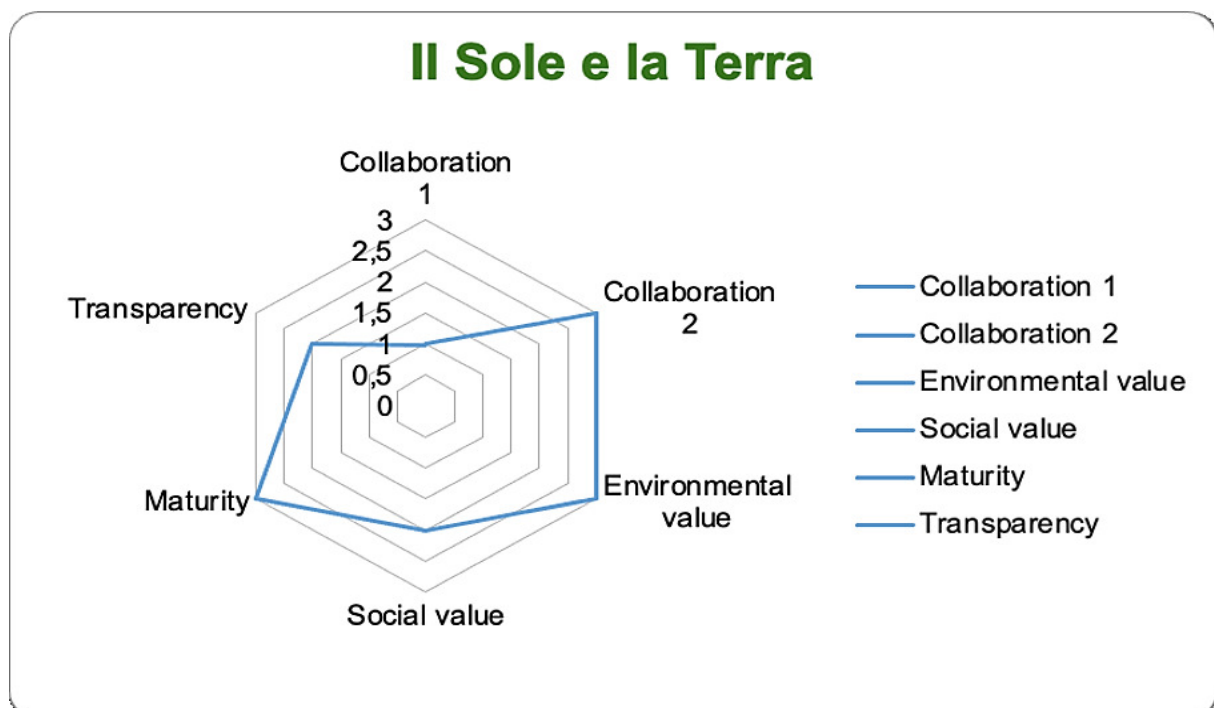 Il Sole e la Terra
Collaboration
1
3
2,5
2
1,5
1
0,5
0
Collaboration
2
Environmental
value
Social value
Maturity
Transparency
Collaboration 1
Collaboration 2
Environmental value
Social value
Maturity
Transparency